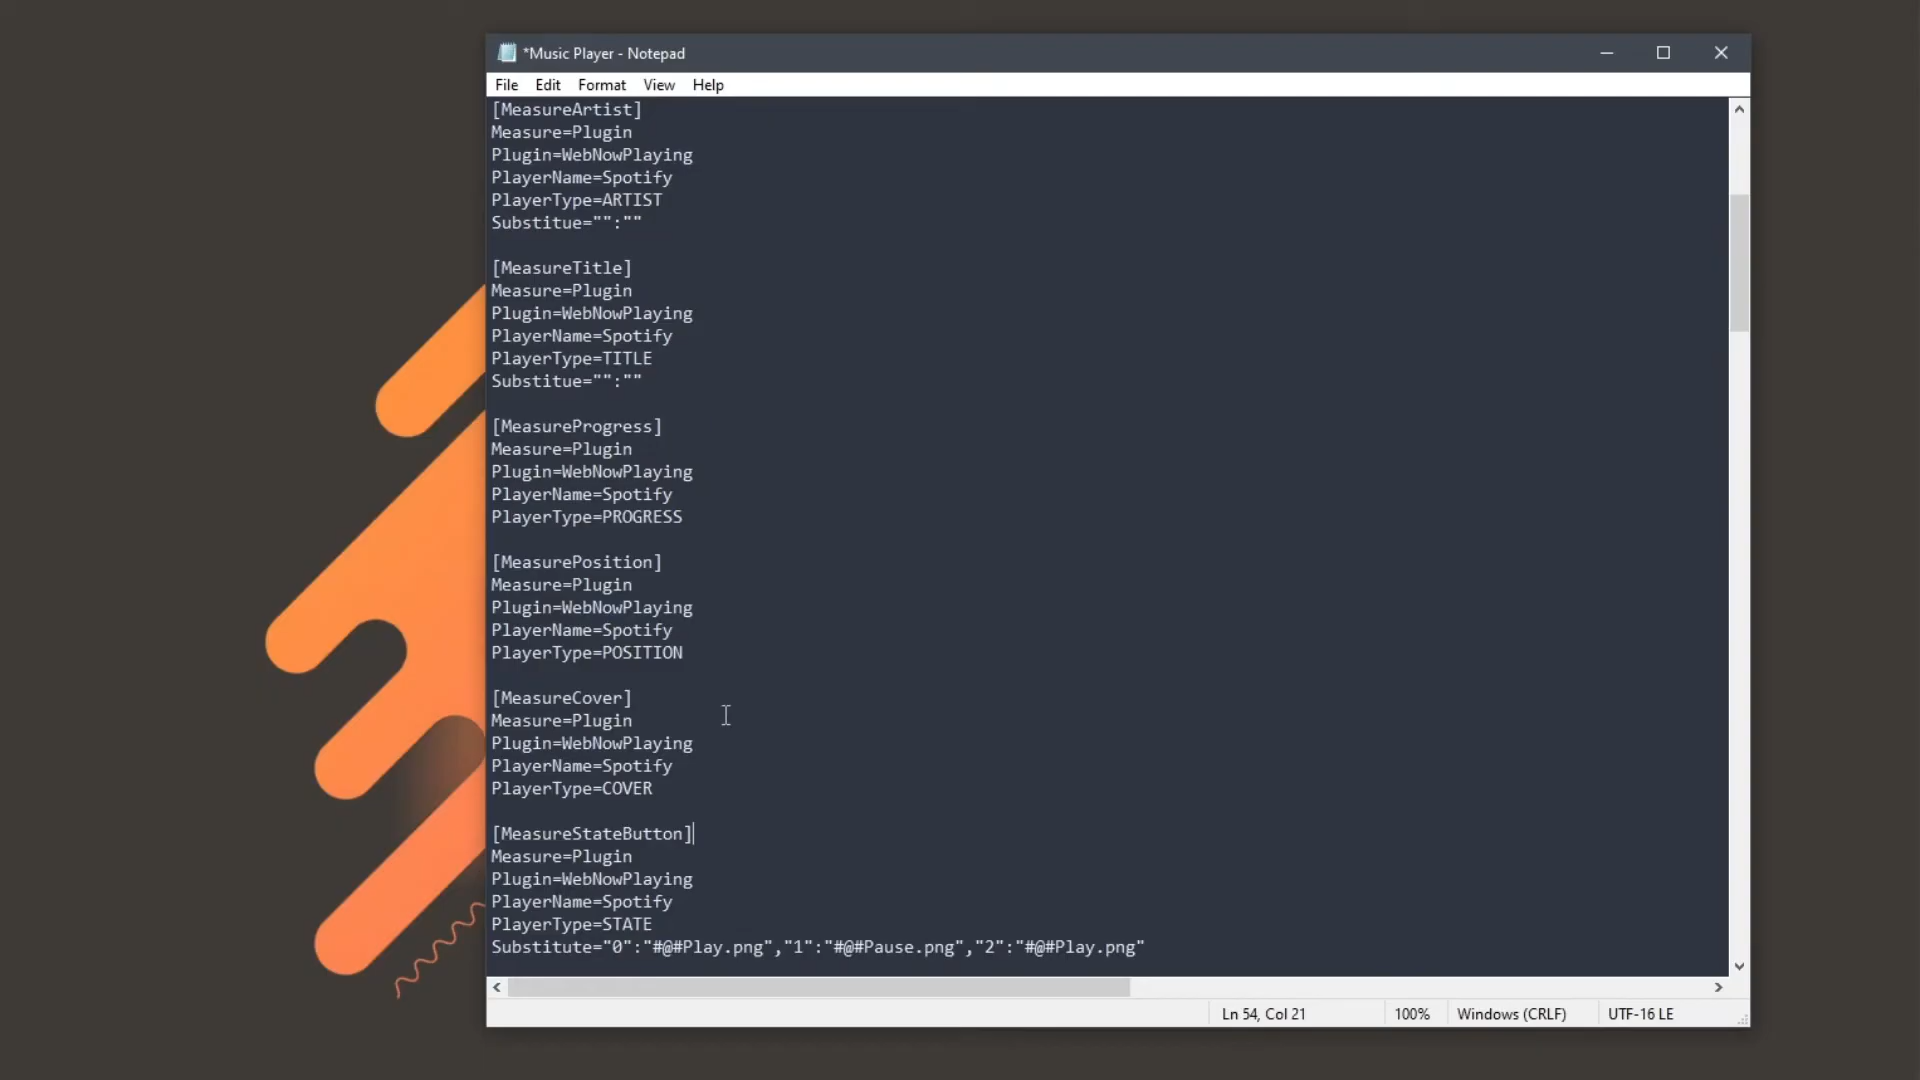 *Music Player - Notepad
File Edit Format View Help
[MeasureArtist]
Measure=Plugin
Plugin=WebNowPlaying
PlayerName=Spotify
PlayerType=ARTIST
Substitue="":""
[MeasureTitle]
Measure=Plugin
Plugin=WebNowPlaying
PlayerName=Spotify
PlayerType=TITLE
Substitue="":""
[MeasureProgress]
Measure=Plugin
Plugin=WebNowPlaying
PlayerName=Spotify
PlayerType=PROGRESS
[MeasurePosition]
Measure=Plugin
Plugin=WebNowPlaying
PlayerName=Spotify
PlayerType=POSITION
[MeasureCover]
Measure=Plugin
Plugin=WebNowPlaying
PlayerName=Spotify
PlayerType=COVER
[MeasureStateButton]
Measure=Plugin
Plugin=WebNowPlaying
PlayerName=Spotify
PlayerType=STATE
Substitute="0":"#@#Play.png","1":"#@#Pause.png","2":"#@#Play.png"
Ln 54, Col 21 100% Windows (CRLF) UTF-16 LE